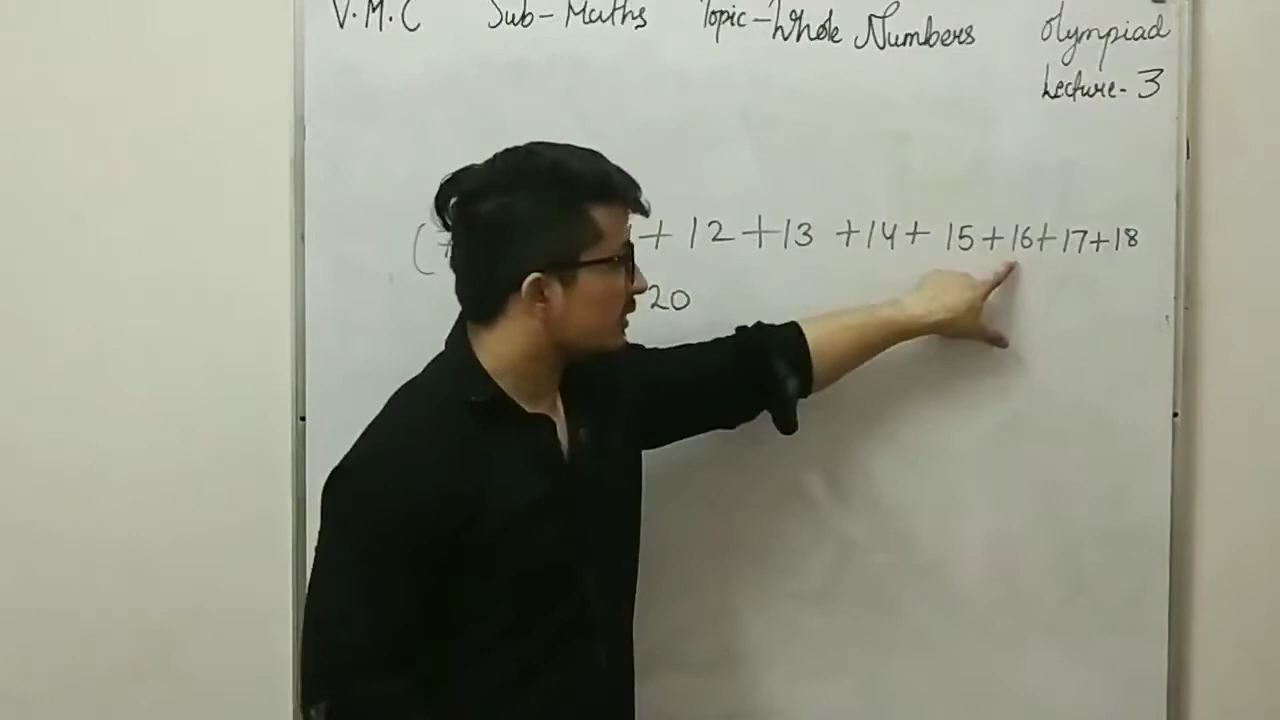 V.M.C Sub-Maths Topic-Whole Numbers Olympiad
Lecture-3
+ 12 +13 +14+ 15+16+17+18
20